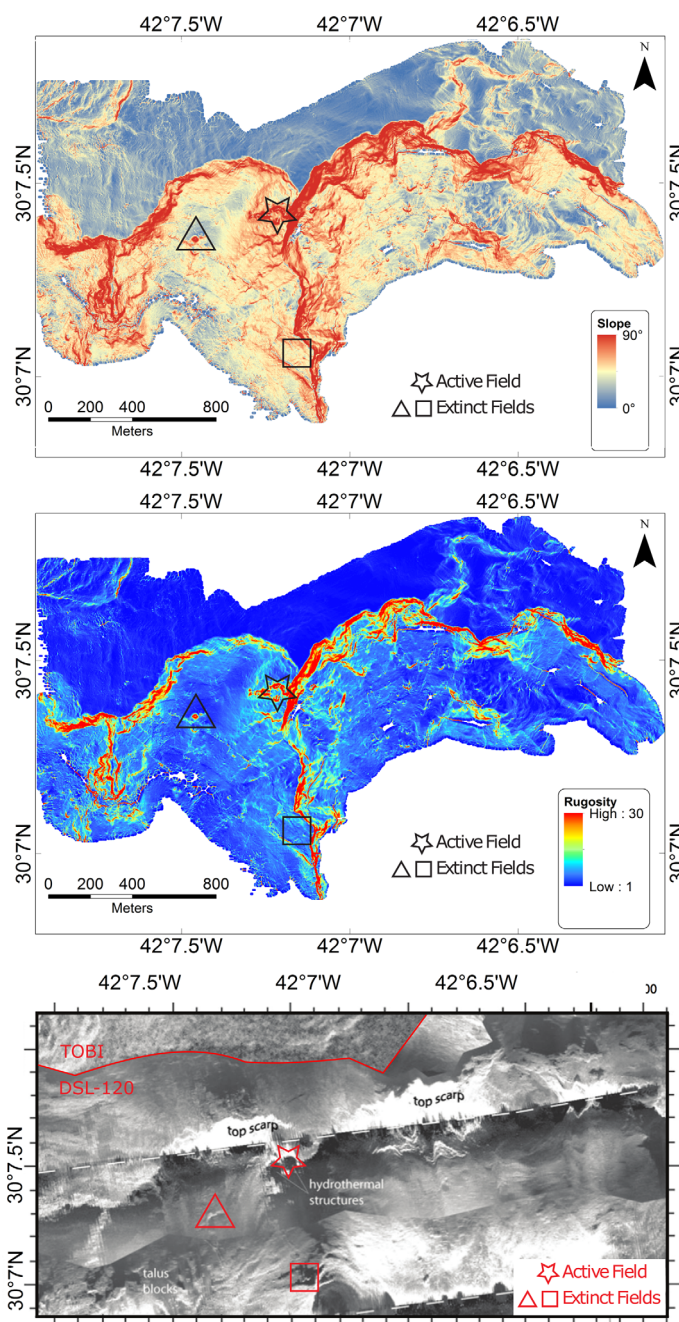 42°7.5'W 42°7'W 42°6.5'W
N
30°7.5'N
30°7'N
Slope
90°
0°
Active Field
Extinct Fields
0 200 400 800
Meters
42°7.5'W 42°7'W 42°6.5'W
42°7.5'W 42°7'W 42°6.5'W
N
30°7.5'N
30°7'N
Rugosity
High : 30
Low : 1
Active Field
Extinct Fields
0 200 400 800
Meters
42°7.5'W 42°7'W 42°6.5'W
42°7.5'W 42°7'W 42°6.5'W
00
TOBI
DSL-120
top scarp
top scarp
30°7.5'N
hydrothermal
structures
30°7'N
talus
blocks
Active Field
Extinct Fields